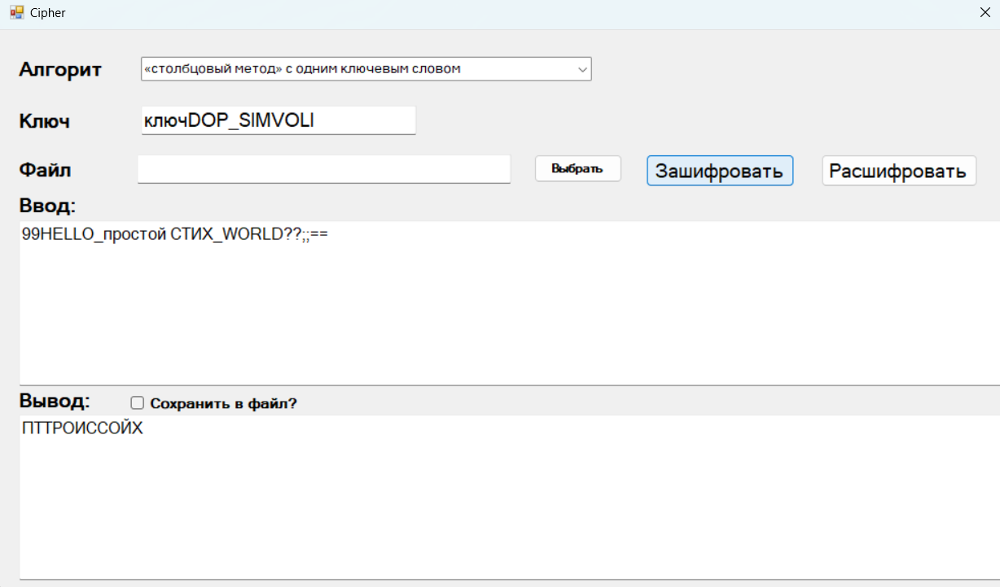 Cipher
Алгорит «столбцовый метод» с одним ключевым словом
Ключ ключDOP_SIMVOLI
Файл Выбрать Зашифровать Расшифровать
Ввод:
99HELLO_простой СТИХ_WORLD??;;==
Вывод: Сохранить в файл?
ПТТРОИССОЙХ